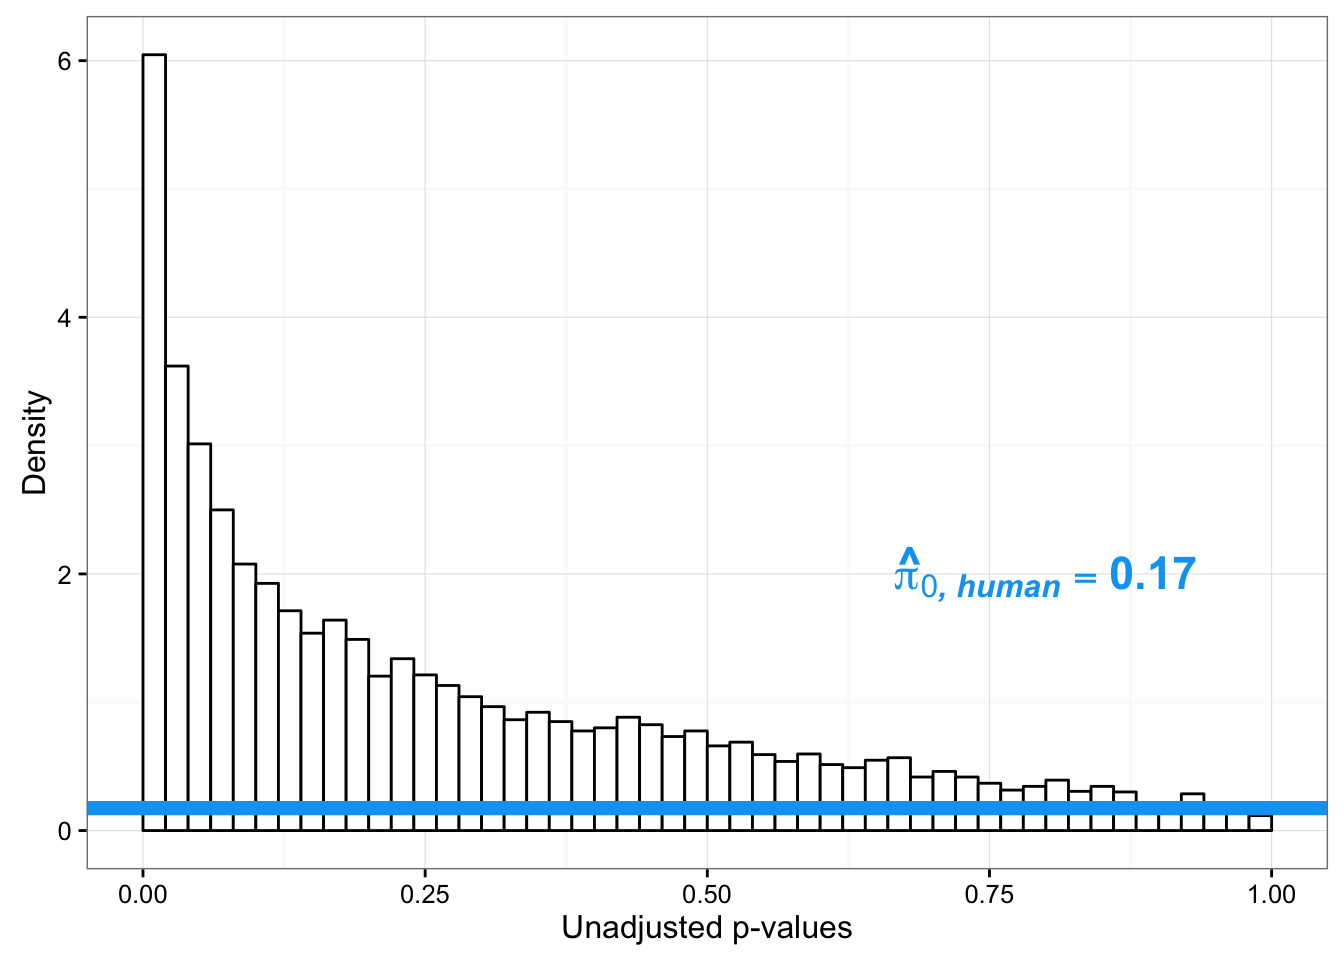 6
4
2
0
Density
π̂0, human = 0.17
0.00 0.25 0.50 0.75 1.00
Unadjusted p-values